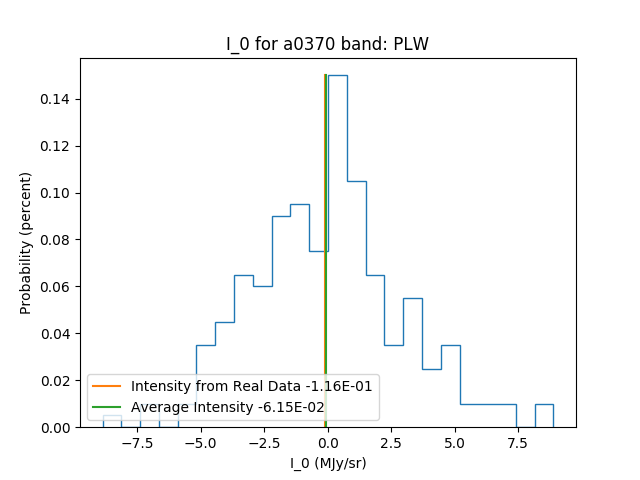 I_0 for a0370 band: PLW
Probability (percent)
0.14
0.12
0.10
0.08
0.06
0.04
0.02
0.00
Intensity from Real Data -1.16E-01
Average Intensity -6.15E-02
−7.5 −5.0 −2.5 0.0 2.5 5.0 7.5
I_0 (MJy/sr)